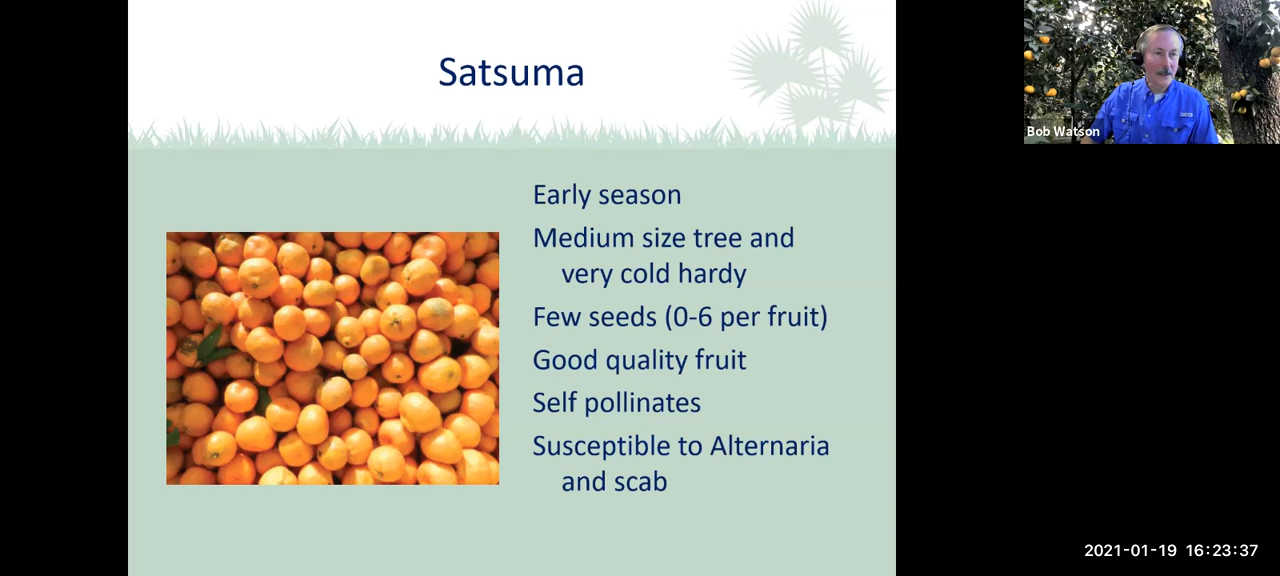 Satsuma
Early season
Medium size tree and
very cold hardy
Few seeds (0-6 per fruit)
Good quality fruit
Self pollinates
Susceptible to Alternaria
and scab
Bob Watson
2021-01-19 16:23:37